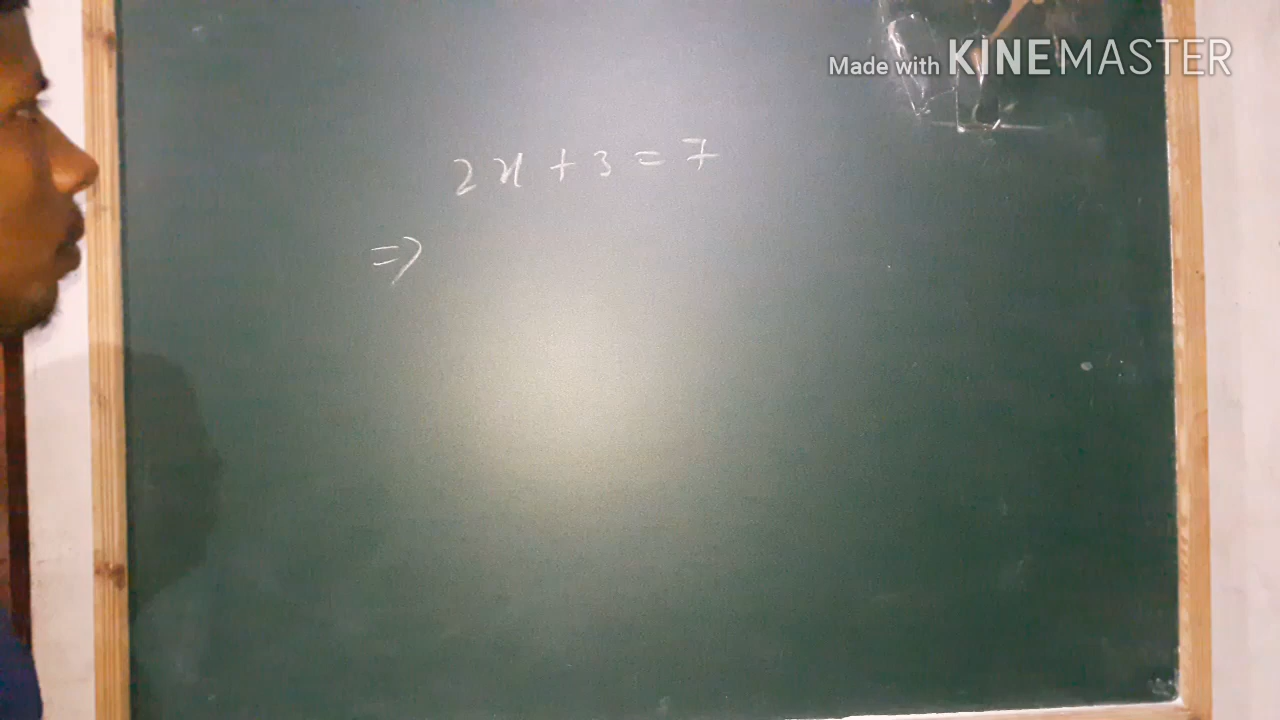 Made with KINEMASTER
2x + 3 = 7
=>